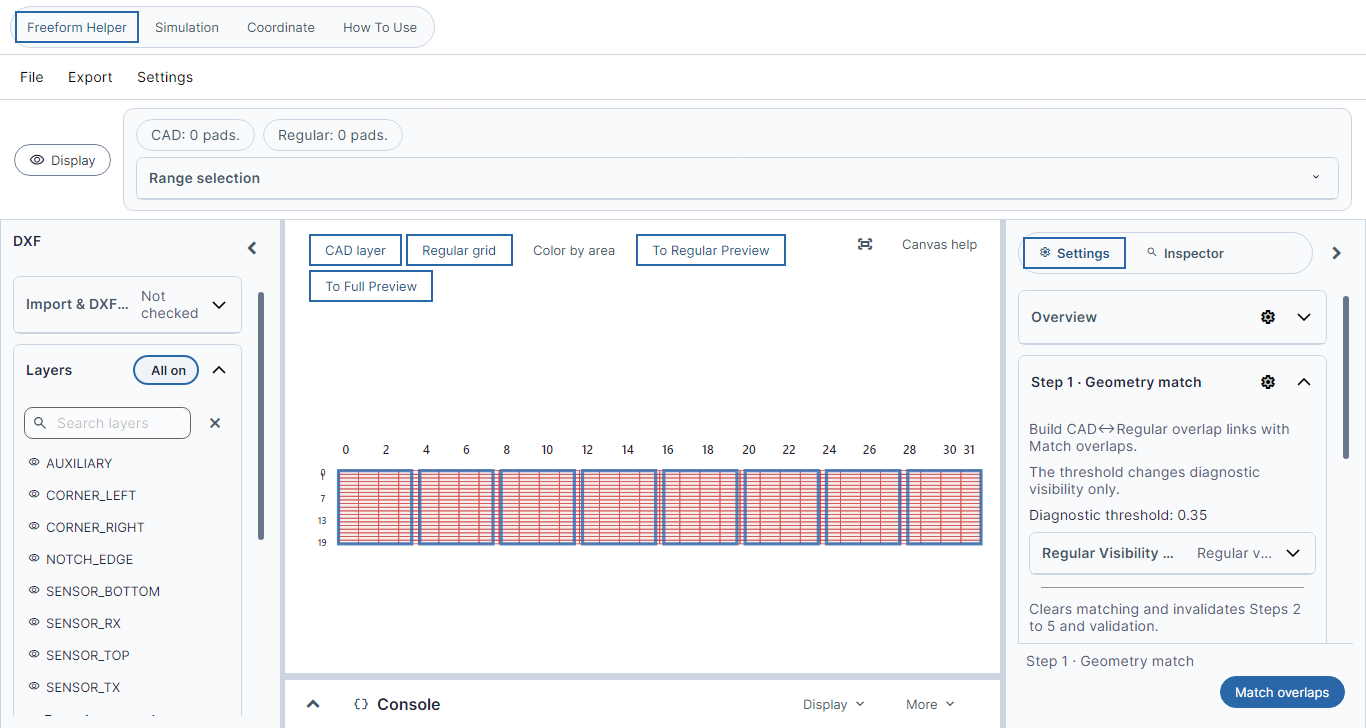 Freeform Helper Simulation Coordinate How To Use
File Export Settings
Display
CAD: 0 pads. Regular: 0 pads.
Range selection
DXF
Import & DXF... Not checked
Layers All on
Search layers
AUXILIARY
CORNER_LEFT
CORNER_RIGHT
NOTCH_EDGE
SENSOR_BOTTOM
SENSOR_RX
SENSOR_TOP
SENSOR_TX
CAD layer Regular grid Color by area To Regular Preview
To Full Preview
Canvas help
0 2 4 6 8 10 12 14 16 18 20 22 24 26 28 30 31
0
7
13
19
Console Display More
Settings Inspector
Overview
Step 1 · Geometry match
Build CAD↔Regular overlap links with
Match overlaps.
The threshold changes diagnostic
visibility only.
Diagnostic threshold: 0.35
Regular Visibility ... Regular v...
Clears matching and invalidates Steps 2
to 5 and validation.
Step 1 · Geometry match
Match overlaps